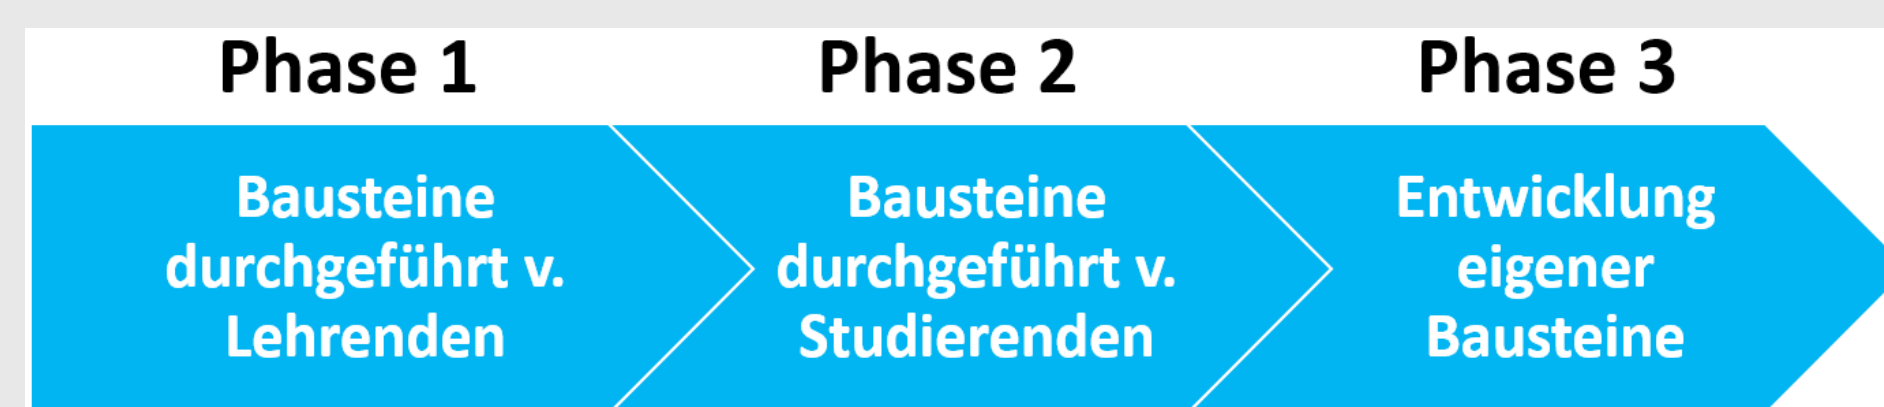 Phase 1
Phase 2
Phase 3
Bausteine
durchgeführt v.
Lehrenden
Bausteine
durchgeführt v.
Studierenden
Entwicklung
eigener
Bausteine